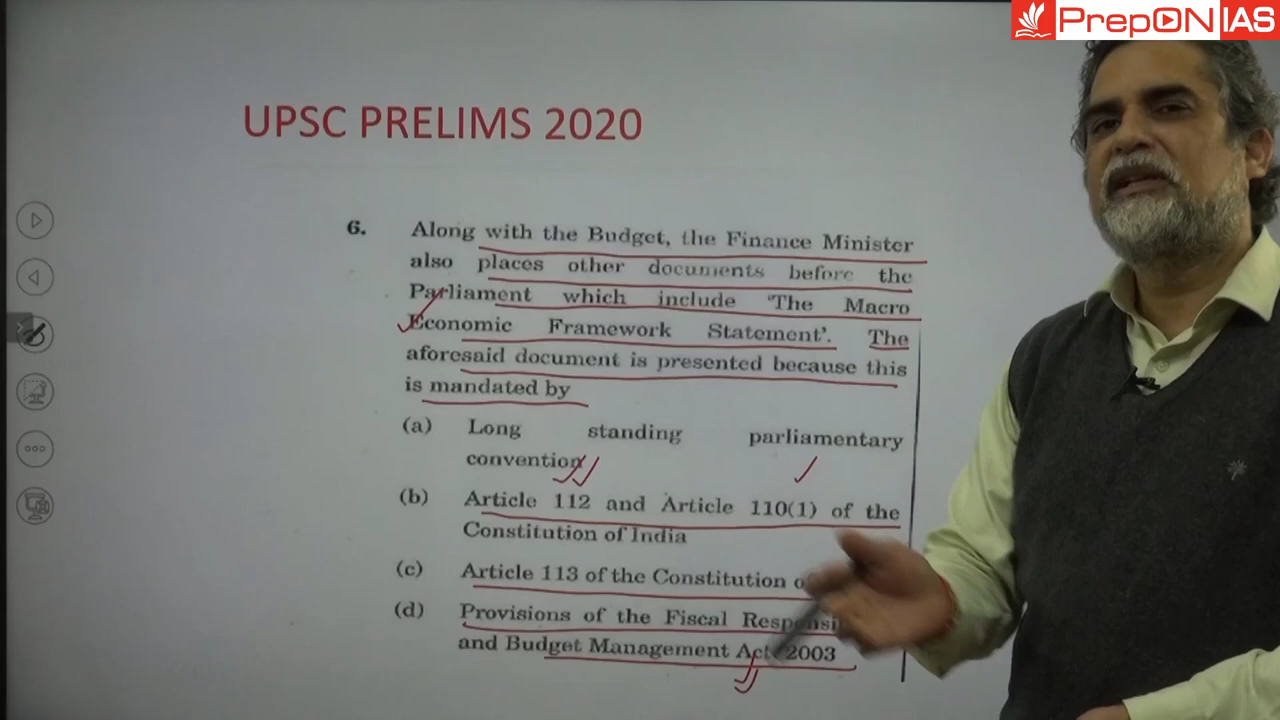 PrepON IAS
UPSC PRELIMS 2020
6. Along with the Budget, the Finance Minister
also places other documents before the
Parliament which include 'The Macro
Economic Framework Statement'. The
aforesaid document is presented because this
is mandated by
(a) Long standing parliamentary
convention
(b) Article 112 and Article 110(1) of the
Constitution of India
(c) Article 113 of the Constitution
(d) Provisions of the Fiscal
and Budget Management Act, 2003